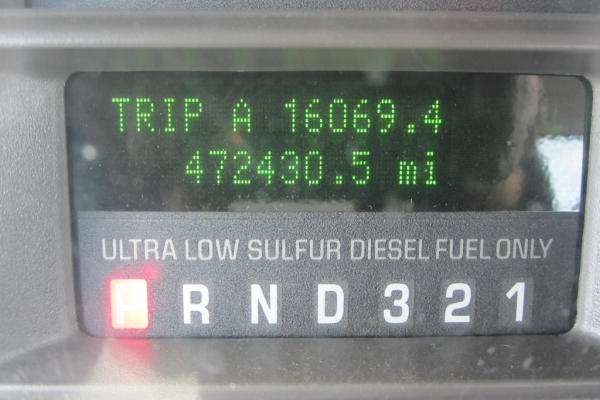 TRIP A 16069.4
472430.5 mi
ULTRA LOW SULFUR DIESEL FUEL ONLY
P R N D 3 2 1